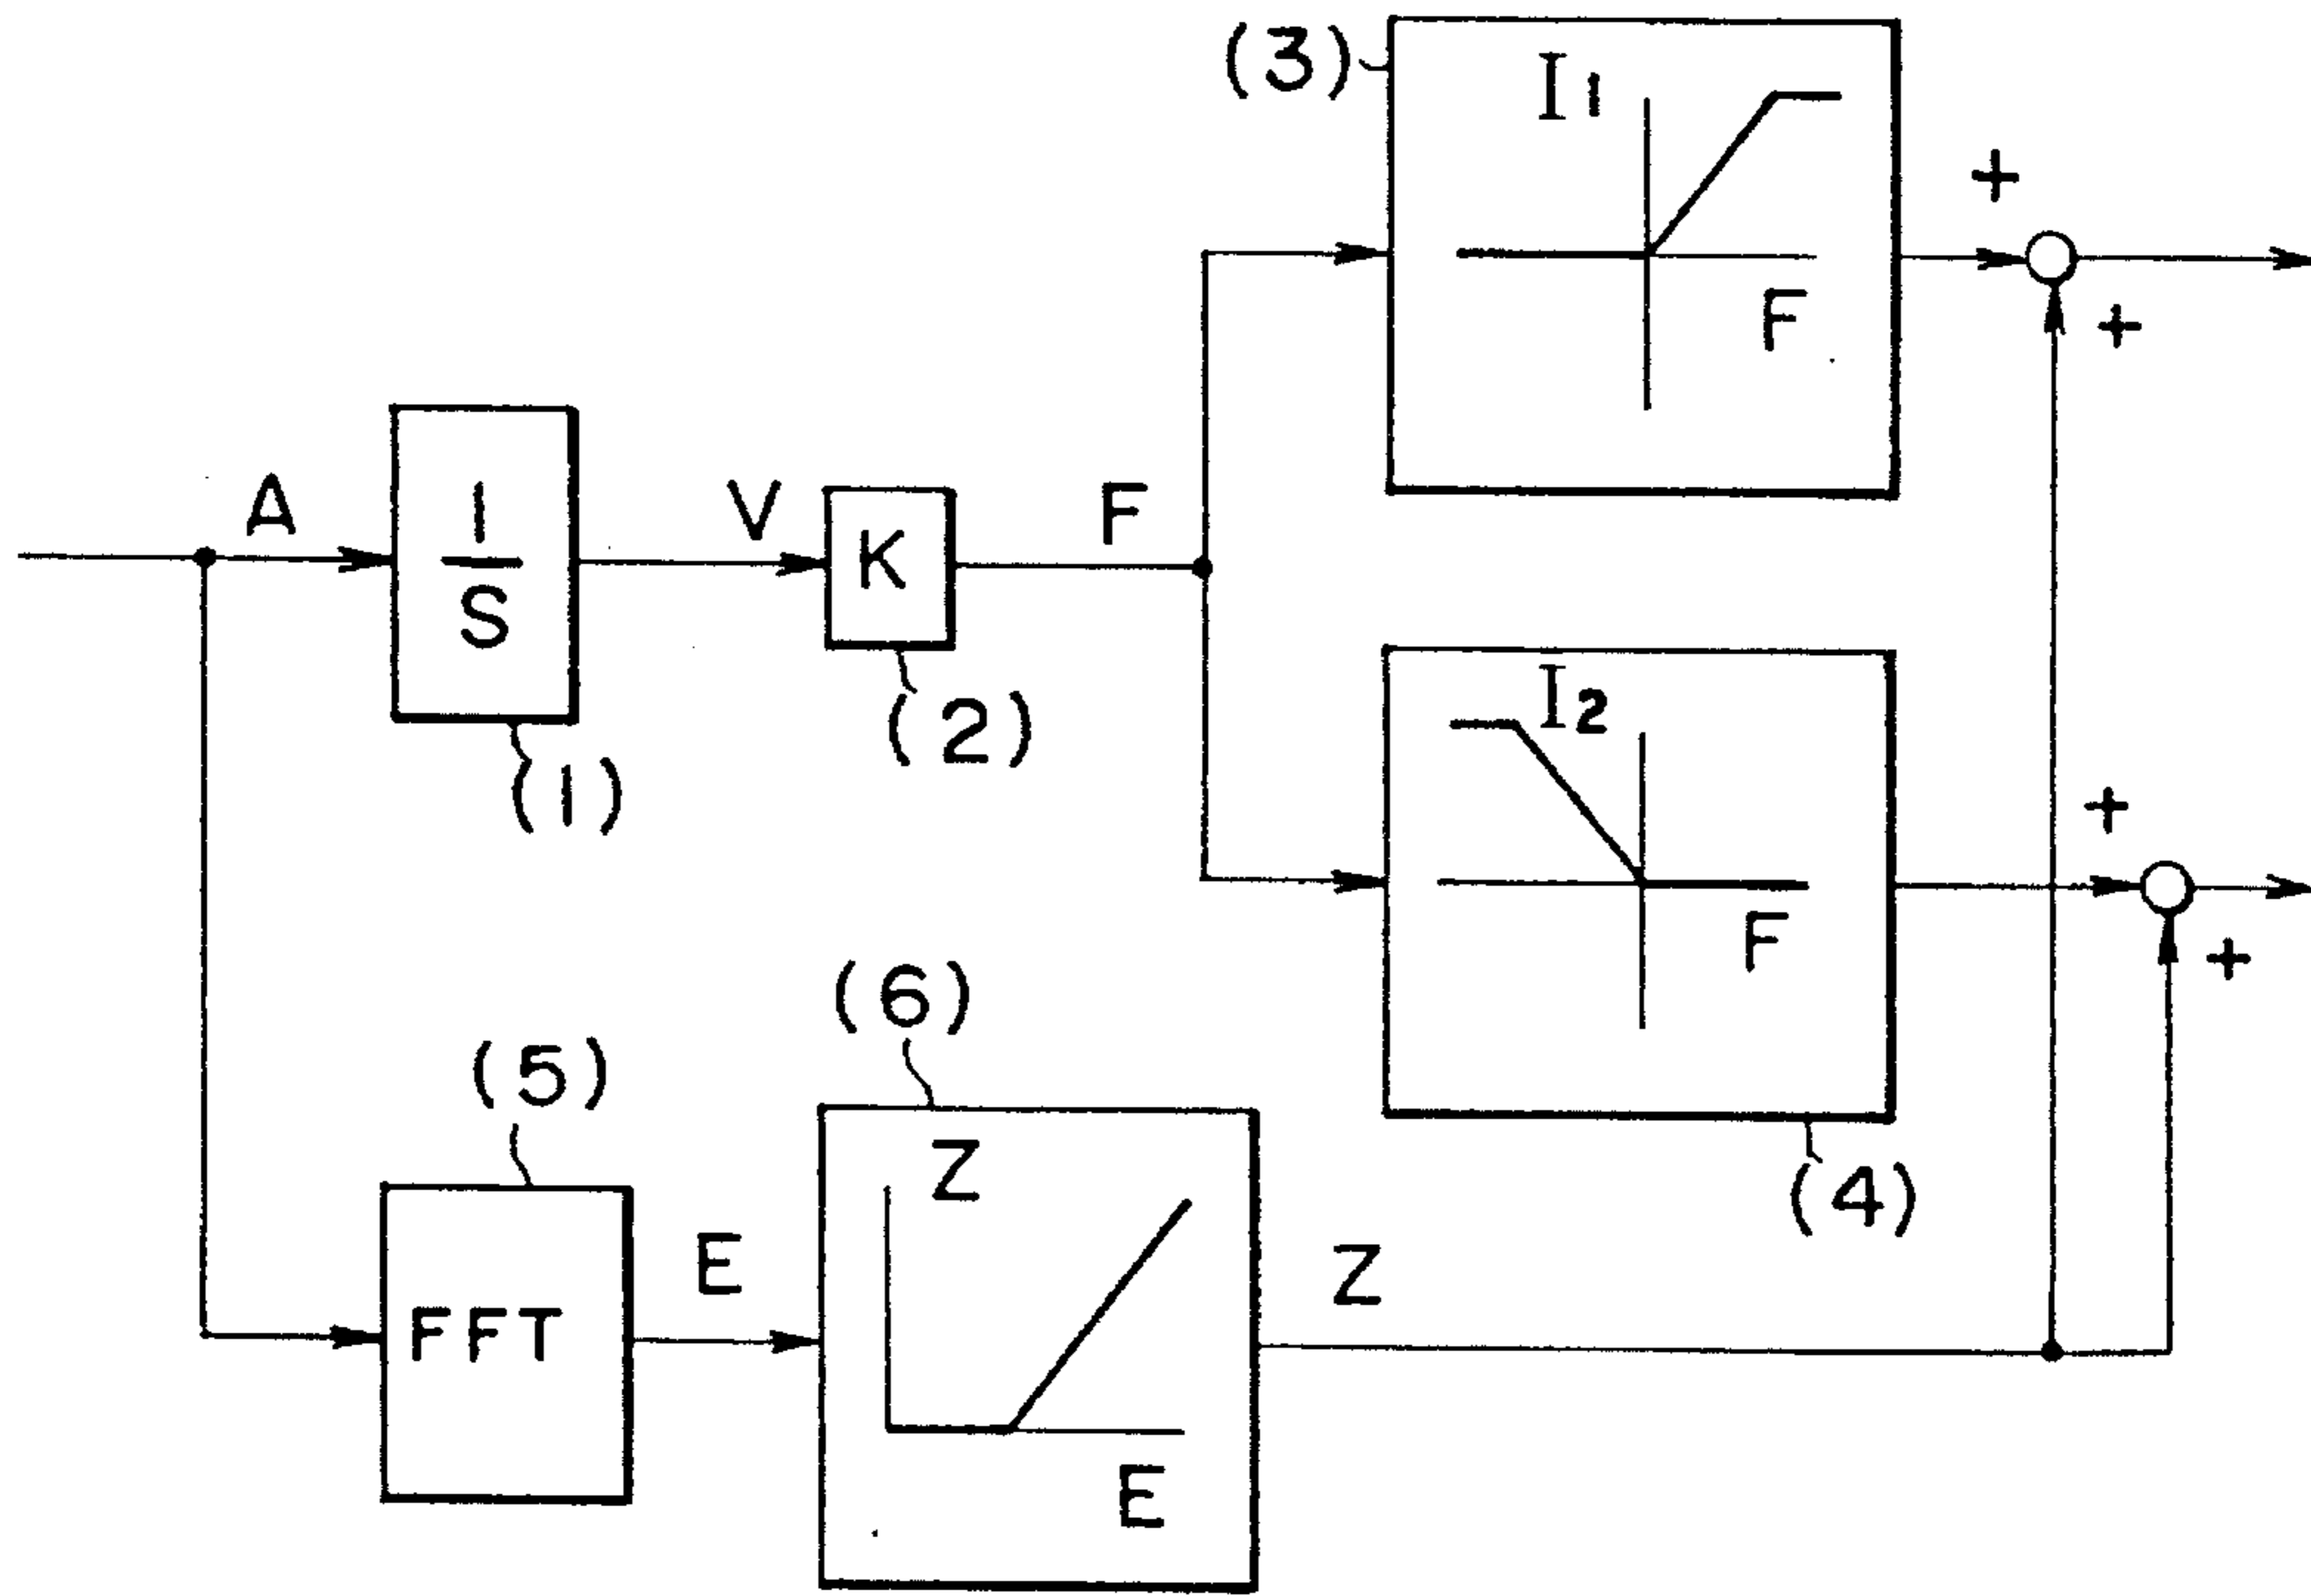 (3)
I1
F
+
+
A
1
S
V
K
F
(1)
(2)
I2
F
+
+
(4)
(5)
FFT
E
(6)
Z
E
Z